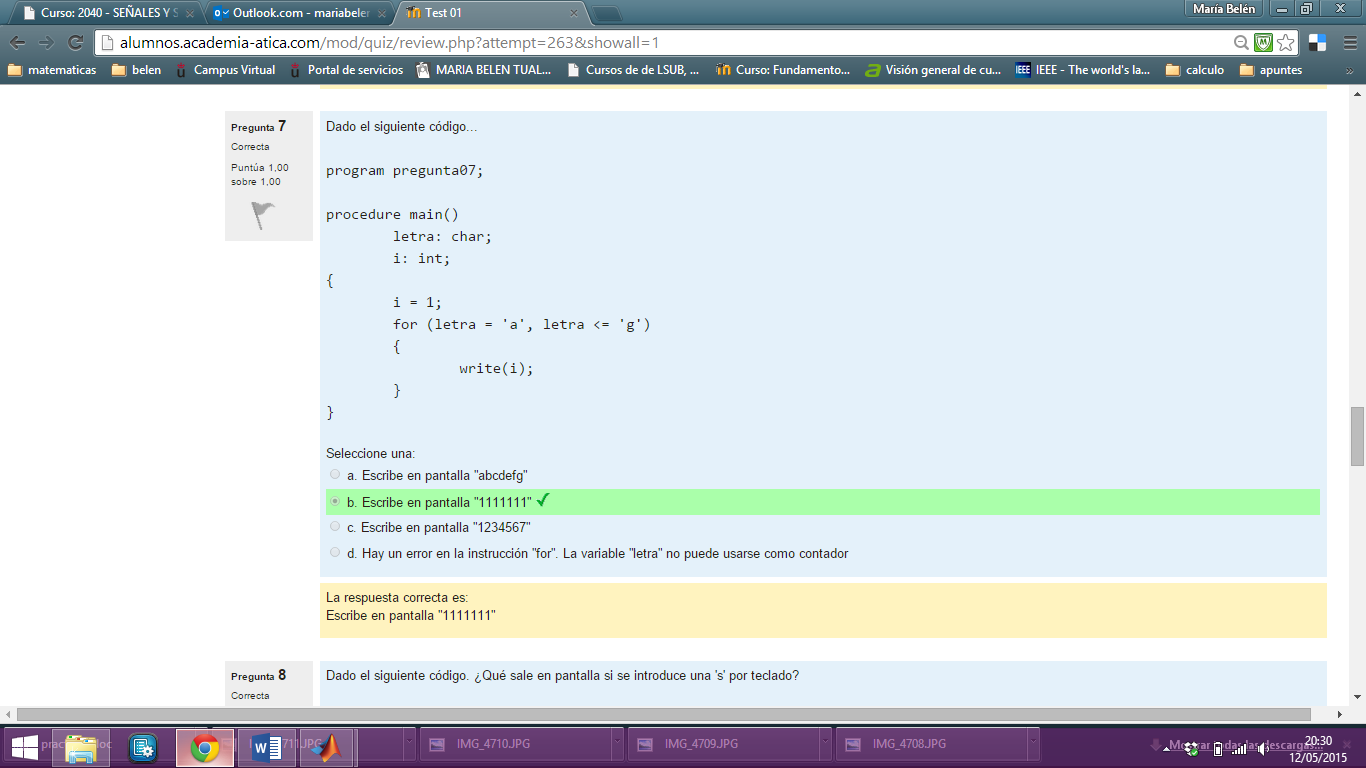 Curso: 2040 - SEÑALES Y S
Outlook.com - mariabeler
Test 01
María Belén
alumnos.academia-atica.com/mod/quiz/review.php?attempt=263&showall=1
matematicas
belen
Campus Virtual
Portal de servicios
MARIA BELEN TUAL...
Cursos de de LSUB, ...
Curso: Fundamento...
Visión general de cu...
IEEE
IEEE - The world's la...
calculo
apuntes
»
Pregunta 7
Correcta
Puntúa 1,00
sobre 1,00
Dado el siguiente código...
program pregunta07;
procedure main()
letra: char;
i: int;
{
i = 1;
for (letra = 'a', letra <= 'g')
{
write(i);
}
}
Seleccione una:
a. Escribe en pantalla "abcdefg"
b. Escribe en pantalla "1111111"
c. Escribe en pantalla "1234567"
d. Hay un error en la instrucción "for". La variable "letra" no puede usarse como contador
La respuesta correcta es:
Escribe en pantalla "1111111"
Pregunta 8
Correcta
Dado el siguiente código. ¿Qué sale en pantalla si se introduce una 's' por teclado?
IMG_4710.JPG
IMG_4709.JPG
IMG_4708.JPG
20:30
12/05/2015